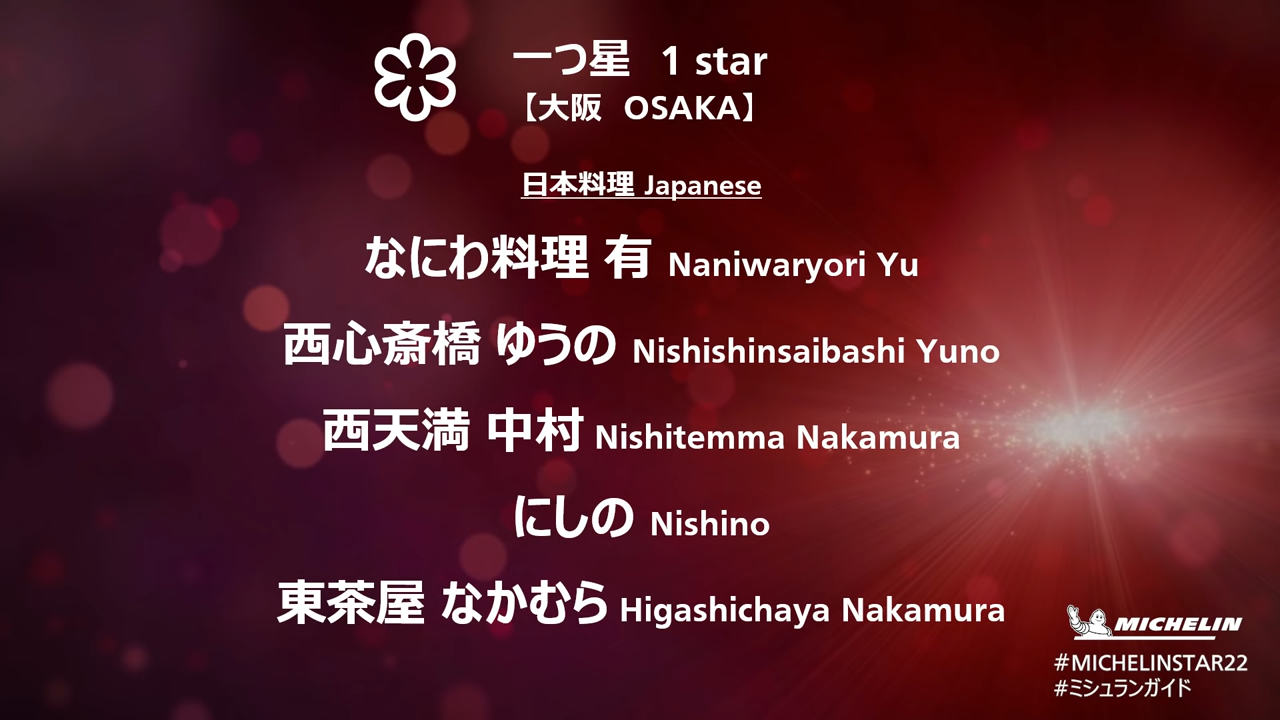 一つ星 1 star
【大阪 OSAKA】
日本料理 Japanese
なにわ料理 有 Naniwaryori Yu
西心斎橋 ゆうの Nishishinsaibashi Yuno
西天満 中村 Nishitemma Nakamura
にしの Nishino
東茶屋 なかむら Higashichaya Nakamura
MICHELIN
#MICHELINSTAR22
#ミシュランガイド